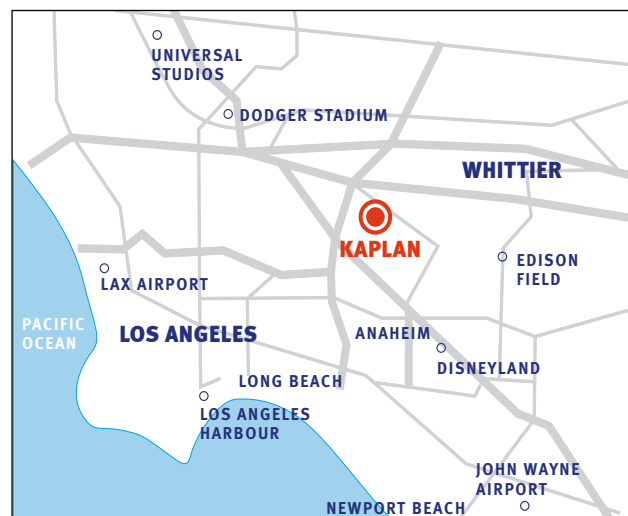 UNIVERSAL
STUDIOS
DODGER STADIUM
WHITTIER
KAPLAN
EDISON
FIELD
LAX AIRPORT
PACIFIC
OCEAN
LOS ANGELES
ANAHEIM
DISNEYLAND
LONG BEACH
LOS ANGELES
HARBOUR
JOHN WAYNE
AIRPORT
NEWPORT BEACH